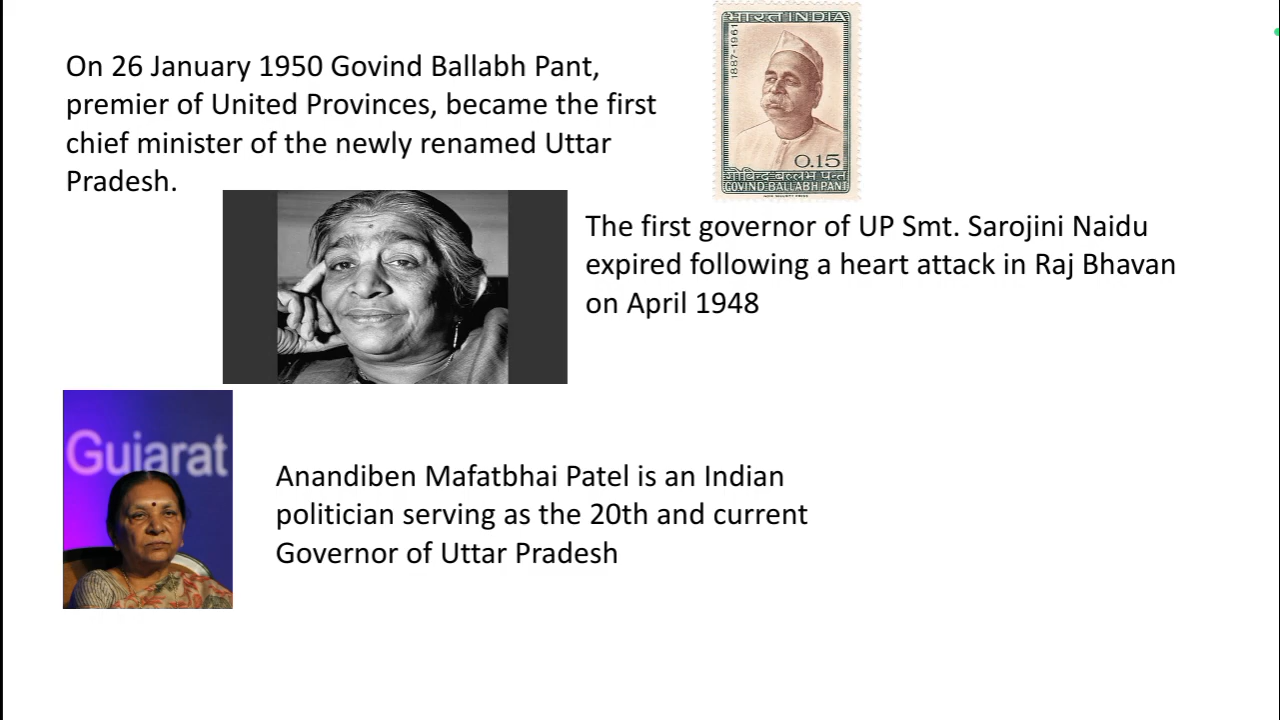 On 26 January 1950 Govind Ballabh Pant,
premier of United Provinces, became the first
chief minister of the newly renamed Uttar
Pradesh.
भारत INDIA
1887-1961
0.15
गोविन्द बल्लभ पन्त
GOVIND BALLABH PANT
The first governor of UP Smt. Sarojini Naidu
expired following a heart attack in Raj Bhavan
on April 1948
Gujarat
Anandiben Mafatbhai Patel is an Indian
politician serving as the 20th and current
Governor of Uttar Pradesh